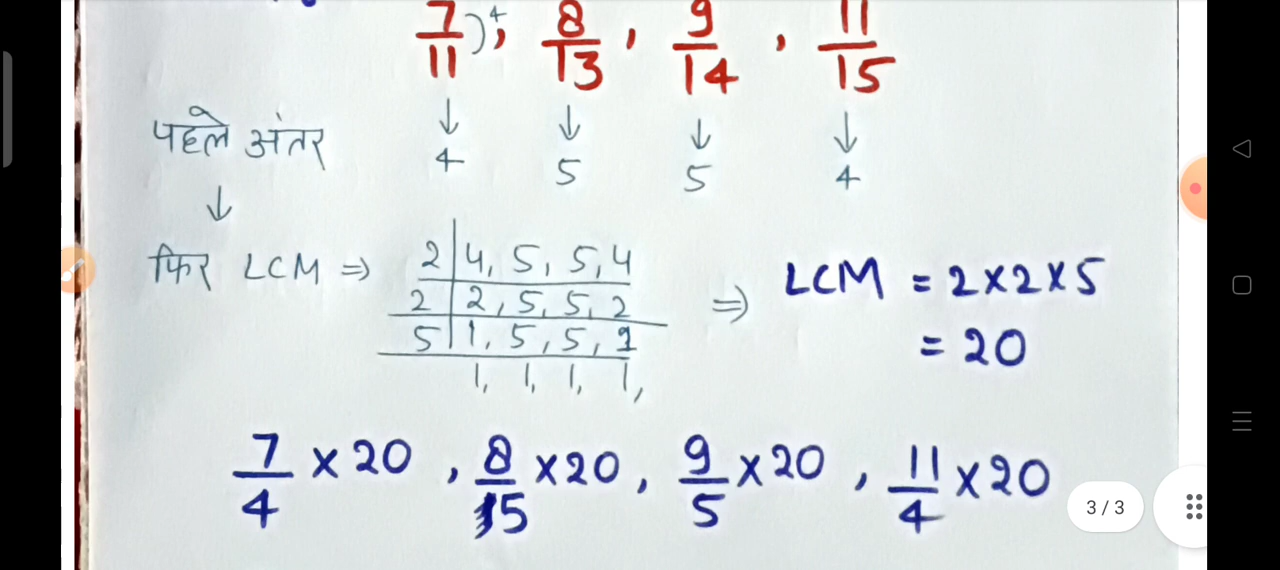 7/11)⁴, 8/13, 9/14, 11/15
पहले अंतर ↓ 4 ↓ 5 ↓ 5 ↓ 4
↓
फिर LCM ⇒ 2 | 4, 5, 5, 4
2 | 2, 5, 5, 2
5 | 1, 5, 5, 1
1, 1, 1, 1,
⇒ LCM = 2×2×5
= 20
7/4 × 20, 8/5 × 20, 9/5 × 20, 11/4 × 20
3 / 3